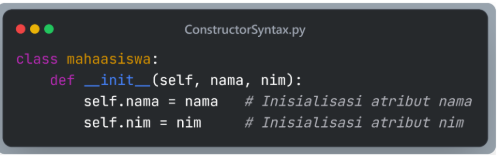 ConstructorSyntax.py
class mahaasiswa:
    def __init__(self, nama, nim):
        self.nama = nama   # Inisialisasi atribut nama
        self.nim = nim     # Inisialisasi atribut nim